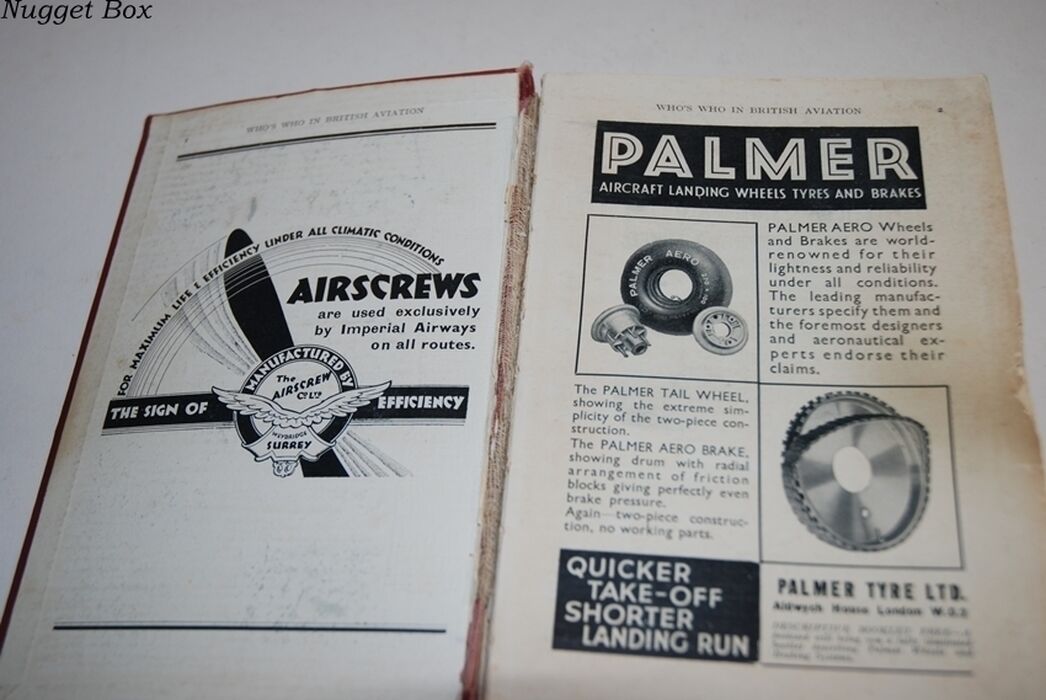 Nugget Box
WHO'S WHO IN BRITISH AVIATION
FOR MAXIMUM LIFE & EFFICIENCY UNDER ALL CLIMATIC CONDITIONS
AIRSCREWS
are used exclusively
by Imperial Airways
on all routes.
MANUFACTURED BY
The
AIRSCREW
CO LTD
THE SIGN OF EFFICIENCY
WEYBRIDGE
SURREY
WHO'S WHO IN BRITISH AVIATION
PALMER
AIRCRAFT LANDING WHEELS TYRES AND BRAKES
PALMER AERO
PALMER AERO Wheels
and Brakes are world-
renowned for their
lightness and reliability
under all conditions.
The leading manufac-
turers specify them and
the foremost designers
and aeronautical ex-
perts endorse their
claims.
The PALMER TAIL WHEEL,
showing the extreme sim-
plicity of the two-piece con-
struction.
The PALMER AERO BRAKE,
showing drum with radial
arrangement of friction
blocks giving perfectly even
brake pressure.
Again—two-piece construc-
tion, no working parts.
QUICKER
TAKE-OFF
SHORTER
LANDING RUN
PALMER TYRE LTD.
Aldwych House London W.C.2